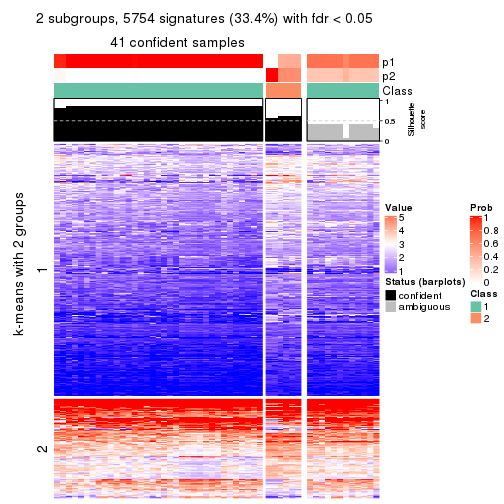 2 subgroups, 5754 signatures (33.4%) with fdr < 0.05
41 confident samples
p1
p2
Class
1
0.5
0
Silhouette
score
k-means with 2 groups
1
2
Value
5
4
3
2
1
Status (barplots)
confident
ambiguous
Prob
1
0.8
0.6
0.4
0.2
0
Class
1
2